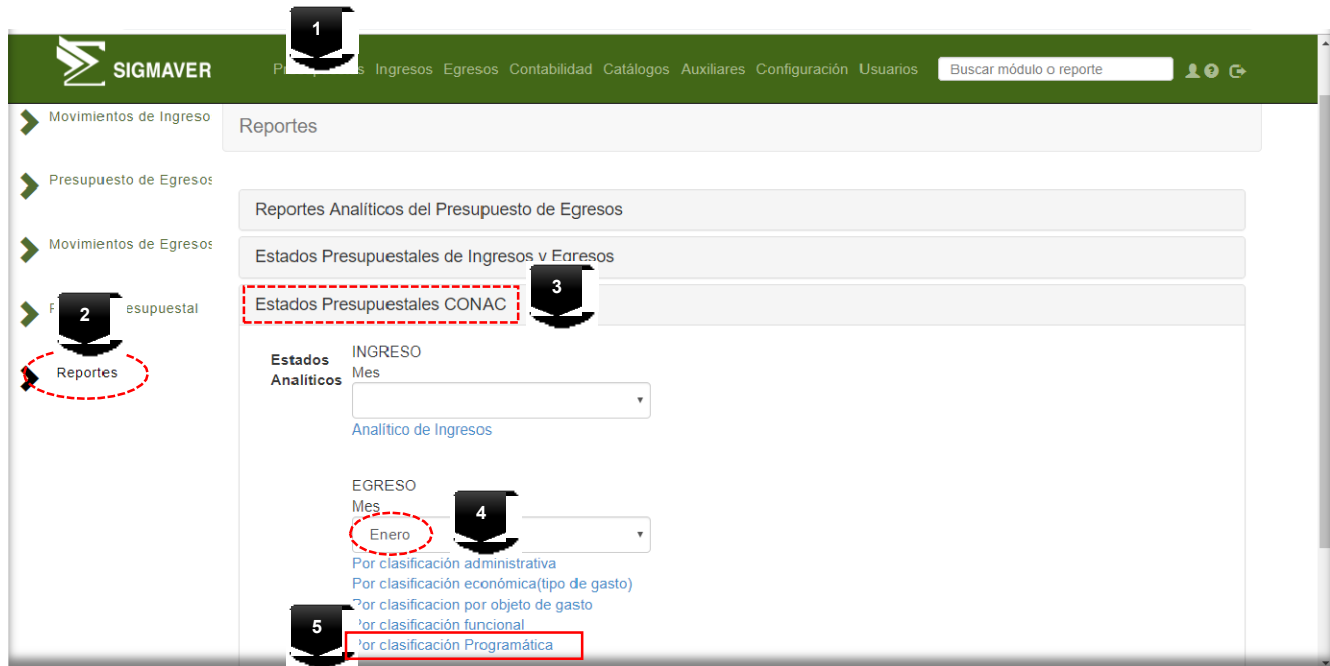 1
SIGMAVER
Ingresos Egresos Contabilidad Catálogos Auxiliares Configuración Usuarios
Buscar módulo o reporte
Movimientos de Ingreso
Reportes
Presupuesto de Egresos
Reportes Analíticos del Presupuesto de Egresos
Movimientos de Egresos
Estados Presupuestales de Ingresos y Egresos
3
Estados Presupuestales CONAC
2
Reportes
Estados
Analíticos
INGRESO
Mes
Analítico de Ingresos
EGRESO
Mes
4
Enero
Por clasificación administrativa
Por clasificación económica(tipo de gasto)
Por clasificacion por objeto de gasto
5
Por clasificación funcional
Por clasificación Programática